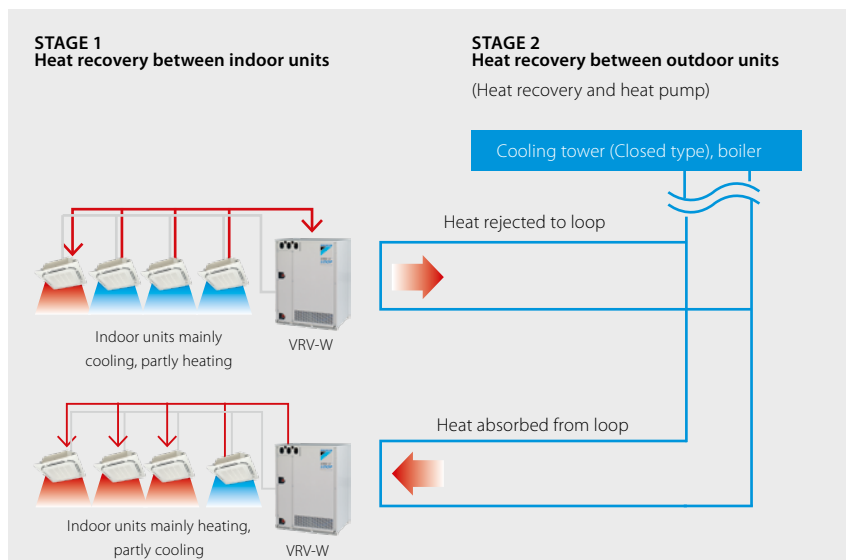 STAGE 1
Heat recovery between indoor units
STAGE 2
Heat recovery between outdoor units
(Heat recovery and heat pump)
Cooling tower (Closed type), boiler
Heat rejected to loop
Indoor units mainly
cooling, partly heating
VRV-W
Heat absorbed from loop
Indoor units mainly heating,
partly cooling
VRV-W